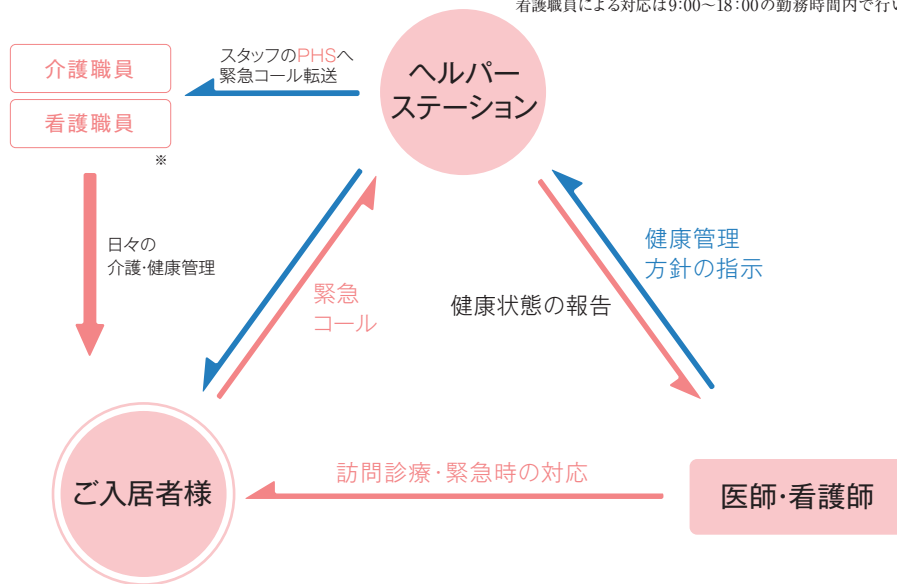 看護職員による対応は9:00〜18:00の勤務時間内で行い
介護職員
看護職員
※
スタッフのPHSへ
緊急コール転送
ヘルパー
ステーション
日々の
介護・健康管理
緊急
コール
健康状態の報告
健康管理
方針の指示
ご入居者様
訪問診療・緊急時の対応
医師・看護師